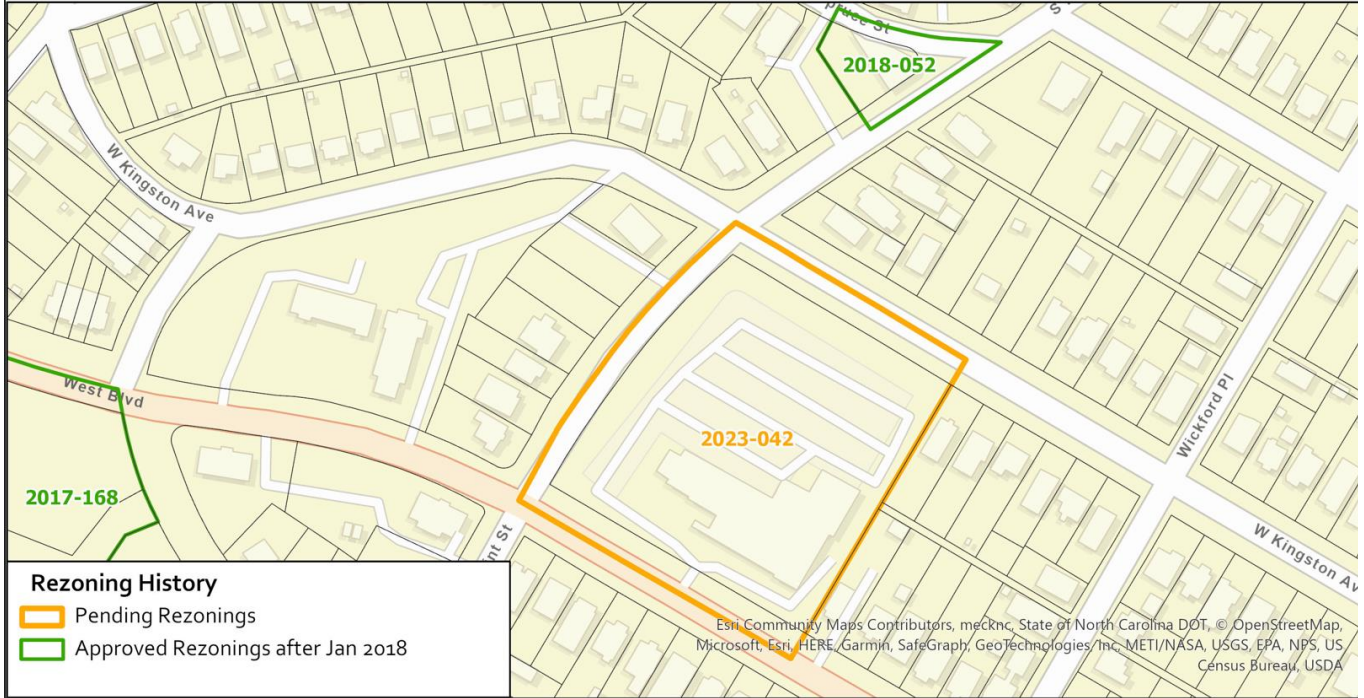 2018-052
W Kingston Ave
2023-042
West Blvd
Wickford Pl
2017-168
W Kingston Av
Rezoning History
Pending Rezonings
Approved Rezonings after Jan 2018
Esri Community Maps Contributors, mecknc, State of North Carolina DOT, © OpenStreetMap,
Microsoft, Esri, HERE, Garmin, SafeGraph, GeoTechnologies, Inc, METI/NASA, USGS, EPA, NPS, US
Census Bureau, USDA